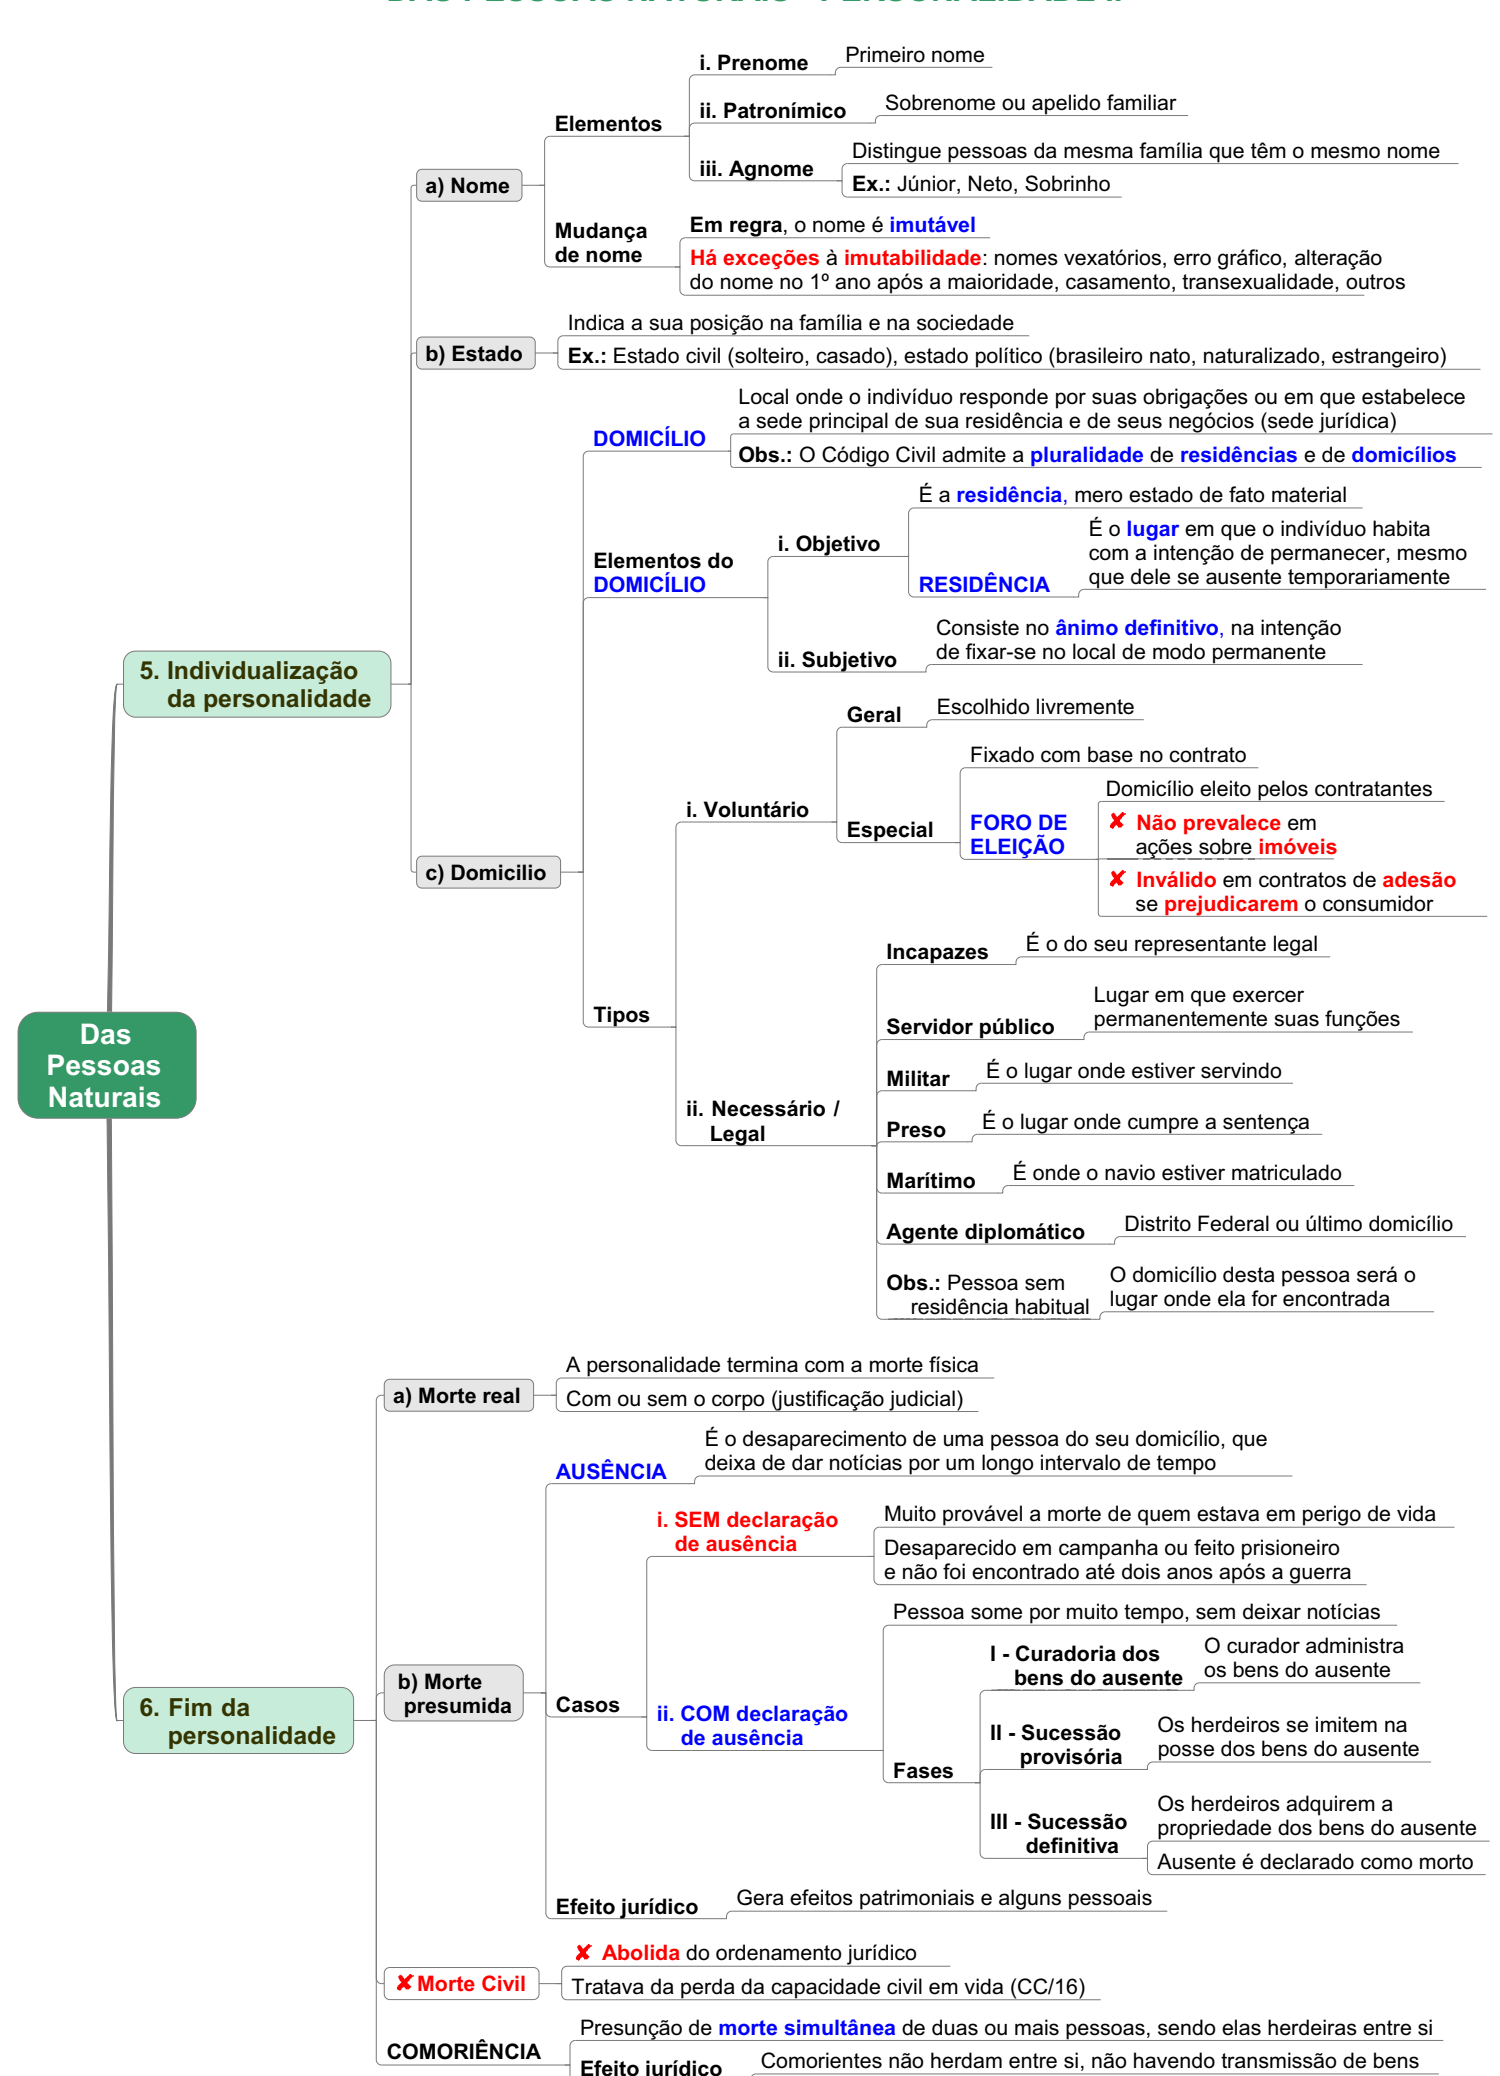 i. Prenome
Primeiro nome
ii. Patronímico
Sobrenome ou apelido familiar
Elementos
iii. Agnome
Distingue pessoas da mesma família que têm o mesmo nome
Ex.: Júnior, Neto, Sobrinho
a) Nome
Mudança
de nome
Em regra, o nome é imutável
Há exceções à imutabilidade: nomes vexatórios, erro gráfico, alteração
do nome no 1º ano após a maioridade, casamento, transexualidade, outros
b) Estado
Indica a sua posição na família e na sociedade
Ex.: Estado civil (solteiro, casado), estado político (brasileiro nato, naturalizado, estrangeiro)
DOMICÍLIO
Local onde o indivíduo responde por suas obrigações ou em que estabelece
a sede principal de sua residência e de seus negócios (sede jurídica)
Obs.: O Código Civil admite a pluralidade de residências e de domicílios
Elementos do
DOMICÍLIO
i. Objetivo
É a residência, mero estado de fato material
RESIDÊNCIA
É o lugar em que o indivíduo habita
com a intenção de permanecer, mesmo
que dele se ausente temporariamente
ii. Subjetivo
Consiste no ânimo definitivo, na intenção
de fixar-se no local de modo permanente
5. Individualização
da personalidade
c) Domicilio
Tipos
i. Voluntário
Geral
Escolhido livremente
Especial
Fixado com base no contrato
FORO DE
ELEIÇÃO
Domicílio eleito pelos contratantes
✘ Não prevalece em
ações sobre imóveis
✘ Inválido em contratos de adesão
se prejudicarem o consumidor
ii. Necessário /
Legal
Incapazes
É o do seu representante legal
Servidor público
Lugar em que exercer
permanentemente suas funções
Militar
É o lugar onde estiver servindo
Preso
É o lugar onde cumpre a sentença
Marítimo
É onde o navio estiver matriculado
Agente diplomático
Distrito Federal ou último domicílio
Obs.: Pessoa sem
residência habitual
O domicílio desta pessoa será o
lugar onde ela for encontrada
Das
Pessoas
Naturais
6. Fim da
personalidade
a) Morte real
A personalidade termina com a morte física
Com ou sem o corpo (justificação judicial)
b) Morte
presumida
AUSÊNCIA
É o desaparecimento de uma pessoa do seu domicílio, que
deixa de dar notícias por um longo intervalo de tempo
Casos
i. SEM declaração
de ausência
Muito provável a morte de quem estava em perigo de vida
Desaparecido em campanha ou feito prisioneiro
e não foi encontrado até dois anos após a guerra
ii. COM declaração
de ausência
Pessoa some por muito tempo, sem deixar notícias
Fases
I - Curadoria dos
bens do ausente
O curador administra
os bens do ausente
II - Sucessão
provisória
Os herdeiros se imitem na
posse dos bens do ausente
III - Sucessão
definitiva
Os herdeiros adquirem a
propriedade dos bens do ausente
Ausente é declarado como morto
Efeito jurídico
Gera efeitos patrimoniais e alguns pessoais
✘ Morte Civil
✘ Abolida do ordenamento jurídico
Tratava da perda da capacidade civil em vida (CC/16)
COMORIÊNCIA
Presunção de morte simultânea de duas ou mais pessoas, sendo elas herdeiras entre si
Efeito jurídico
Comorientes não herdam entre si, não havendo transmissão de bens